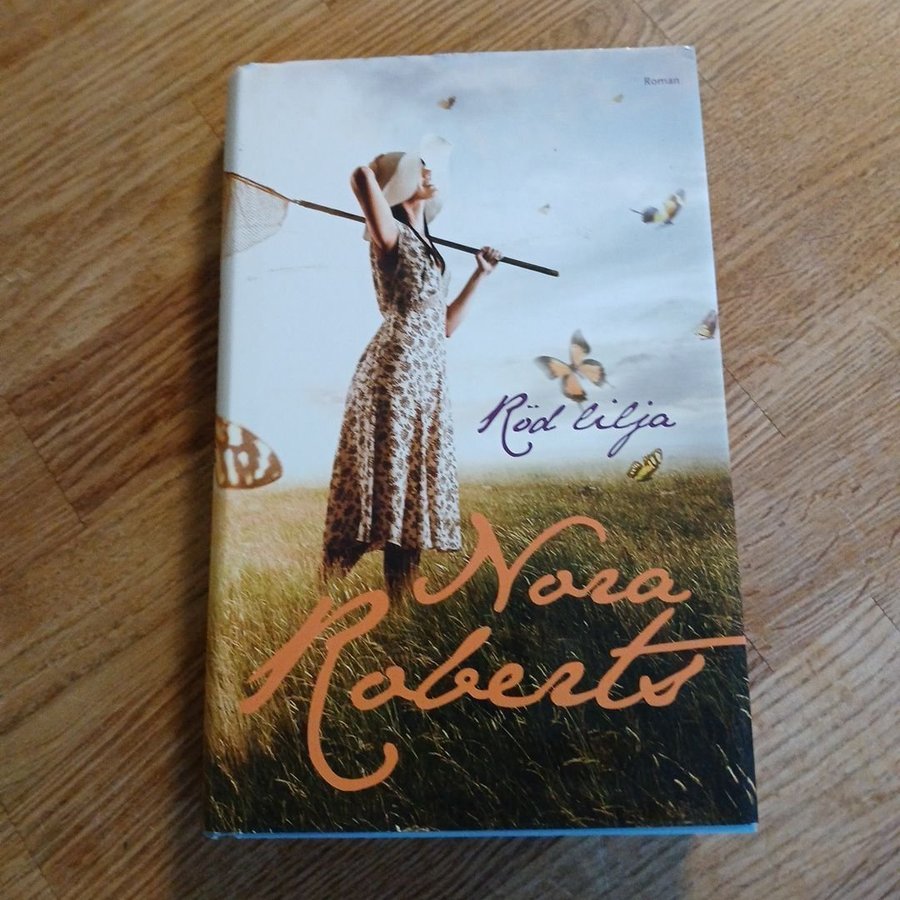 Roman
Röd lilja
Nora
Roberts